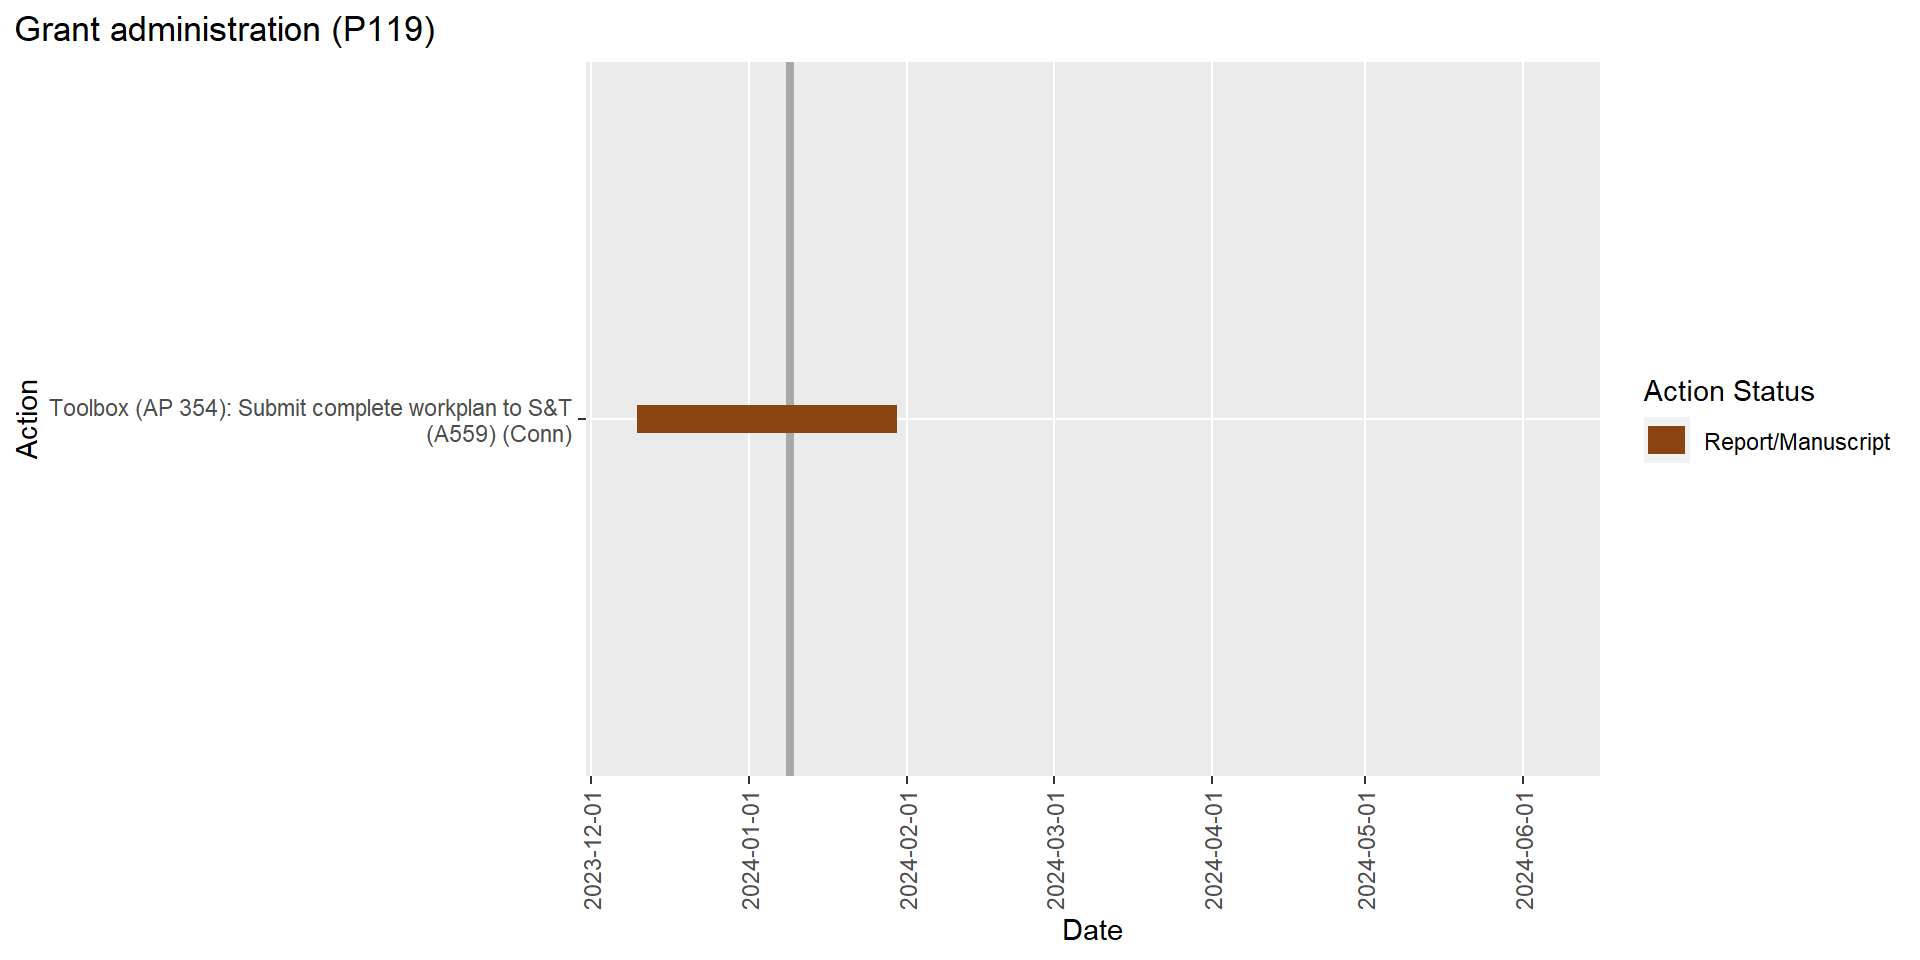 Grant administration (P119)
Action
Toolbox (AP 354): Submit complete workplan to S&T
(A559) (Conn)
Action Status
Report/Manuscript
2023-12-01
2024-01-01
2024-02-01
2024-03-01
2024-04-01
2024-05-01
2024-06-01
Date